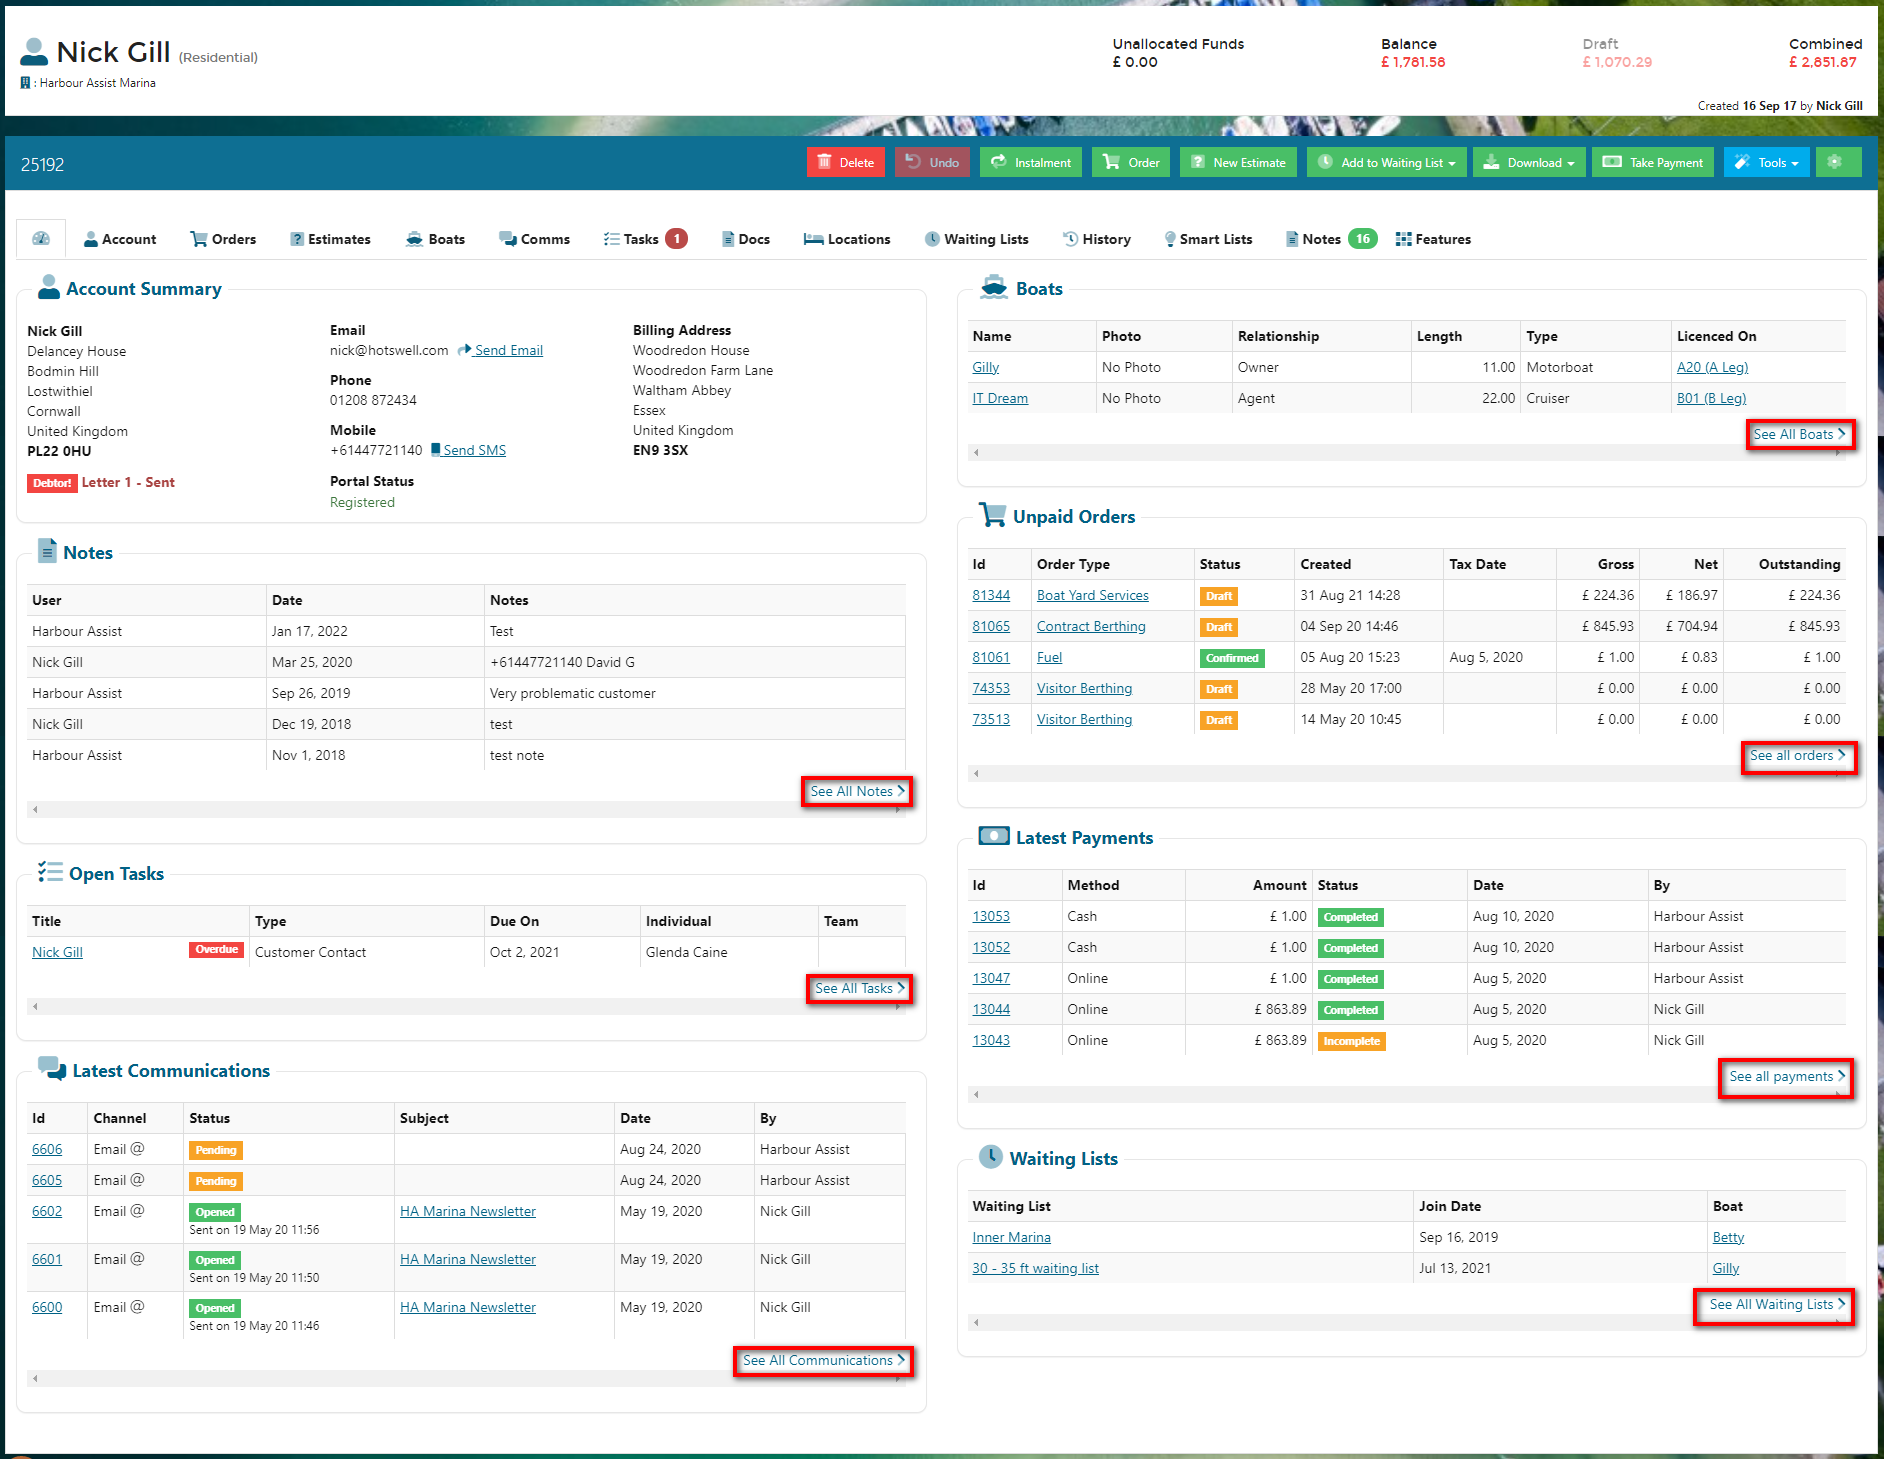 Nick Gill (Residential)
: Harbour Assist Marina
Unallocated Funds Balance Draft Combined
£ 0.00 £ 1,781.58 £ 1,070.29 £ 2,851.87
Created 16 Sep 17 by Nick Gill
25192 Delete Undo Instalment Order New Estimate Add to Waiting List Download Take Payment Tools
Account Orders Estimates Boats Comms Tasks 1 Docs Locations Waiting Lists History Smart Lists Notes 16 Features
Account Summary
Nick Gill
Delancey House
Bodmin Hill
Lostwithiel
Cornwall
United Kingdom
PL22 0HU
Debtor! Letter 1 - Sent
Email
nick@hotswell.com Send Email
Phone
01208 872434
Mobile
+61447721140 Send SMS
Portal Status
Registered
Billing Address
Woodredon House
Woodredon Farm Lane
Waltham Abbey
Essex
United Kingdom
EN9 3SX
Notes
User Date Notes
Harbour Assist Jan 17, 2022 Test
Nick Gill Mar 25, 2020 +61447721140 David G
Harbour Assist Sep 26, 2019 Very problematic customer
Nick Gill Dec 19, 2018 test
Harbour Assist Nov 1, 2018 test note
See All Notes
Open Tasks
Title Type Due On Individual Team
Nick Gill Overdue Customer Contact Oct 2, 2021 Glenda Caine
See All Tasks
Latest Communications
Id Channel Status Subject Date By
6606 Email @ Pending Aug 24, 2020 Harbour Assist
6605 Email @ Pending Aug 24, 2020 Harbour Assist
6602 Email @ Opened HA Marina Newsletter May 19, 2020 Nick Gill
Sent on 19 May 20 11:56
6601 Email @ Opened HA Marina Newsletter May 19, 2020 Nick Gill
Sent on 19 May 20 11:50
6600 Email @ Opened HA Marina Newsletter May 19, 2020 Nick Gill
Sent on 19 May 20 11:46
See All Communications
Boats
Name Photo Relationship Length Type Licenced On
Gilly No Photo Owner 11.00 Motorboat A20 (A Leg)
IT Dream No Photo Agent 22.00 Cruiser B01 (B Leg)
See All Boats
Unpaid Orders
Id Order Type Status Created Tax Date Gross Net Outstanding
81344 Boat Yard Services Draft 31 Aug 21 14:28 £ 224.36 £ 186.97 £ 224.36
81065 Contract Berthing Draft 04 Sep 20 14:46 £ 845.93 £ 704.94 £ 845.93
81061 Fuel Confirmed 05 Aug 20 15:23 Aug 5, 2020 £ 1.00 £ 0.83 £ 1.00
74353 Visitor Berthing Draft 28 May 20 17:00 £ 0.00 £ 0.00 £ 0.00
73513 Visitor Berthing Draft 14 May 20 10:45 £ 0.00 £ 0.00 £ 0.00
See all orders
Latest Payments
Id Method Amount Status Date By
13053 Cash £ 1.00 Completed Aug 10, 2020 Harbour Assist
13052 Cash £ 1.00 Completed Aug 10, 2020 Harbour Assist
13047 Online £ 1.00 Completed Aug 5, 2020 Harbour Assist
13044 Online £ 863.89 Completed Aug 5, 2020 Nick Gill
13043 Online £ 863.89 Incomplete Aug 5, 2020 Nick Gill
See all payments
Waiting Lists
Waiting List Join Date Boat
Inner Marina Sep 16, 2019 Betty
30 - 35 ft waiting list Jul 13, 2021 Gilly
See All Waiting Lists